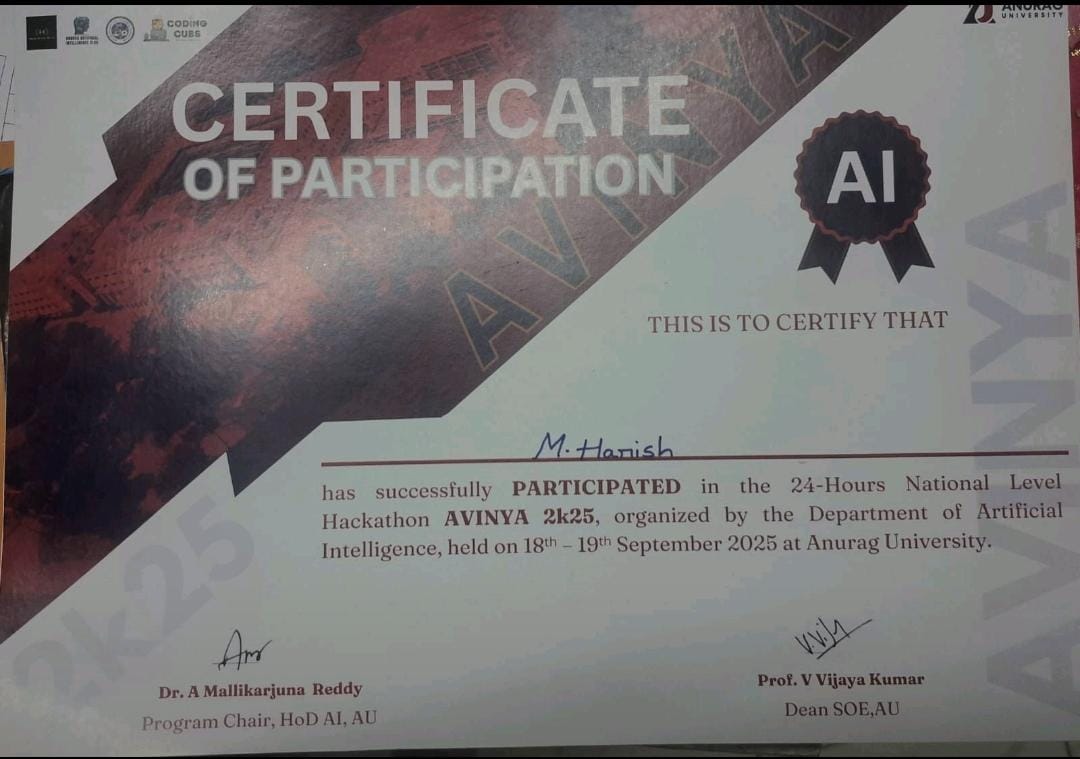 CODING
CUBS
ANURAG
UNIVERSITY
CERTIFICATE
OF PARTICIPATION
AVINYA
AI
THIS IS TO CERTIFY THAT
M. Harish
has successfully PARTICIPATED in the 24-Hours National Level
Hackathon AVINYA 2k25, organized by the Department of Artificial
Intelligence, held on 18th – 19th September 2025 at Anurag University.
AVINYA
2k25
Dr. A Mallikarjuna Reddy
Program Chair, HoD AI, AU
Prof. V Vijaya Kumar
Dean SOE,AU